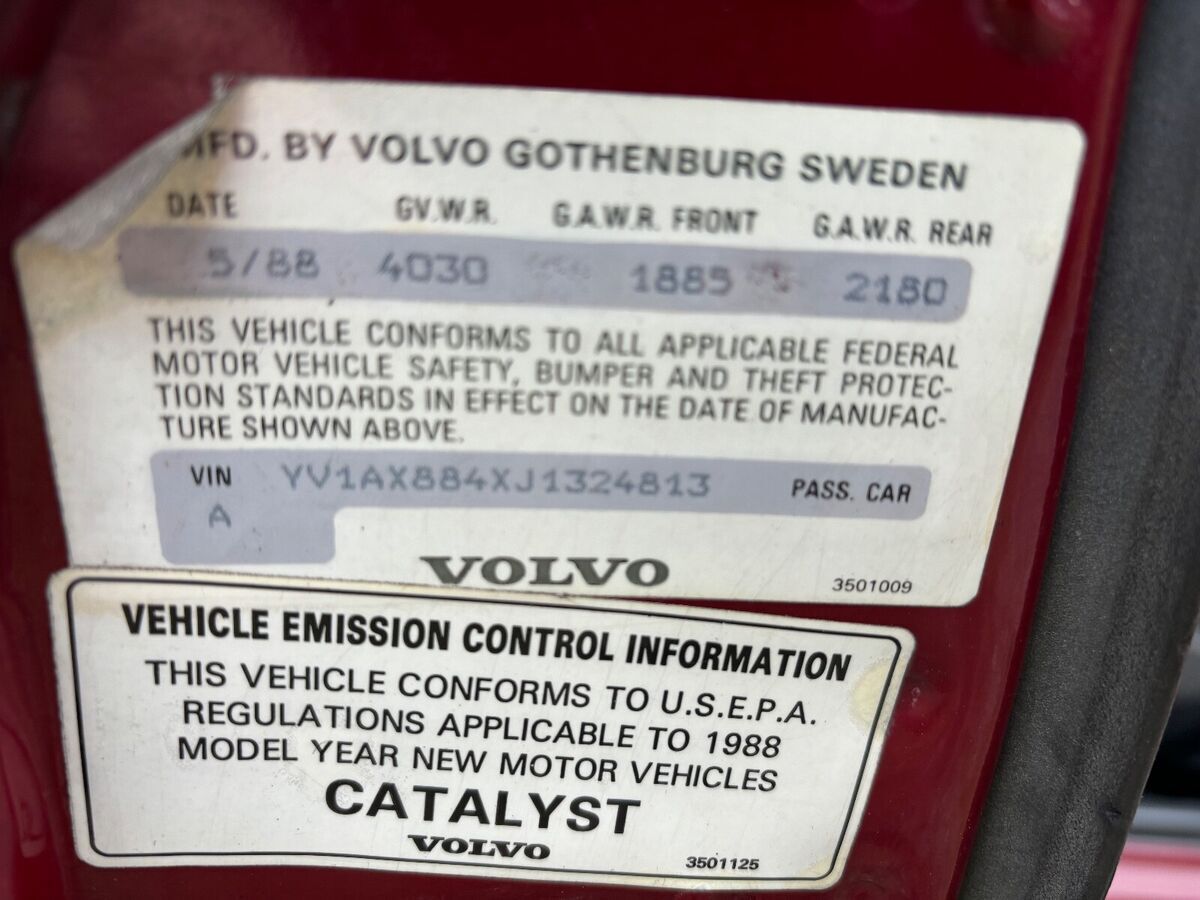 MFD. BY VOLVO GOTHENBURG SWEDEN
DATE G.V.W.R. G.A.W.R. FRONT G.A.W.R. REAR
5/88 4030 1885 2180
THIS VEHICLE CONFORMS TO ALL APPLICABLE FEDERAL
MOTOR VEHICLE SAFETY, BUMPER AND THEFT PROTEC-
TION STANDARDS IN EFFECT ON THE DATE OF MANUFAC-
TURE SHOWN ABOVE.
VIN YV1AX884XJ1324813 PASS. CAR
A
VOLVO 3501009
VEHICLE EMISSION CONTROL INFORMATION
THIS VEHICLE CONFORMS TO U.S.E.P.A.
REGULATIONS APPLICABLE TO 1988
MODEL YEAR NEW MOTOR VEHICLES
CATALYST
VOLVO 3501125